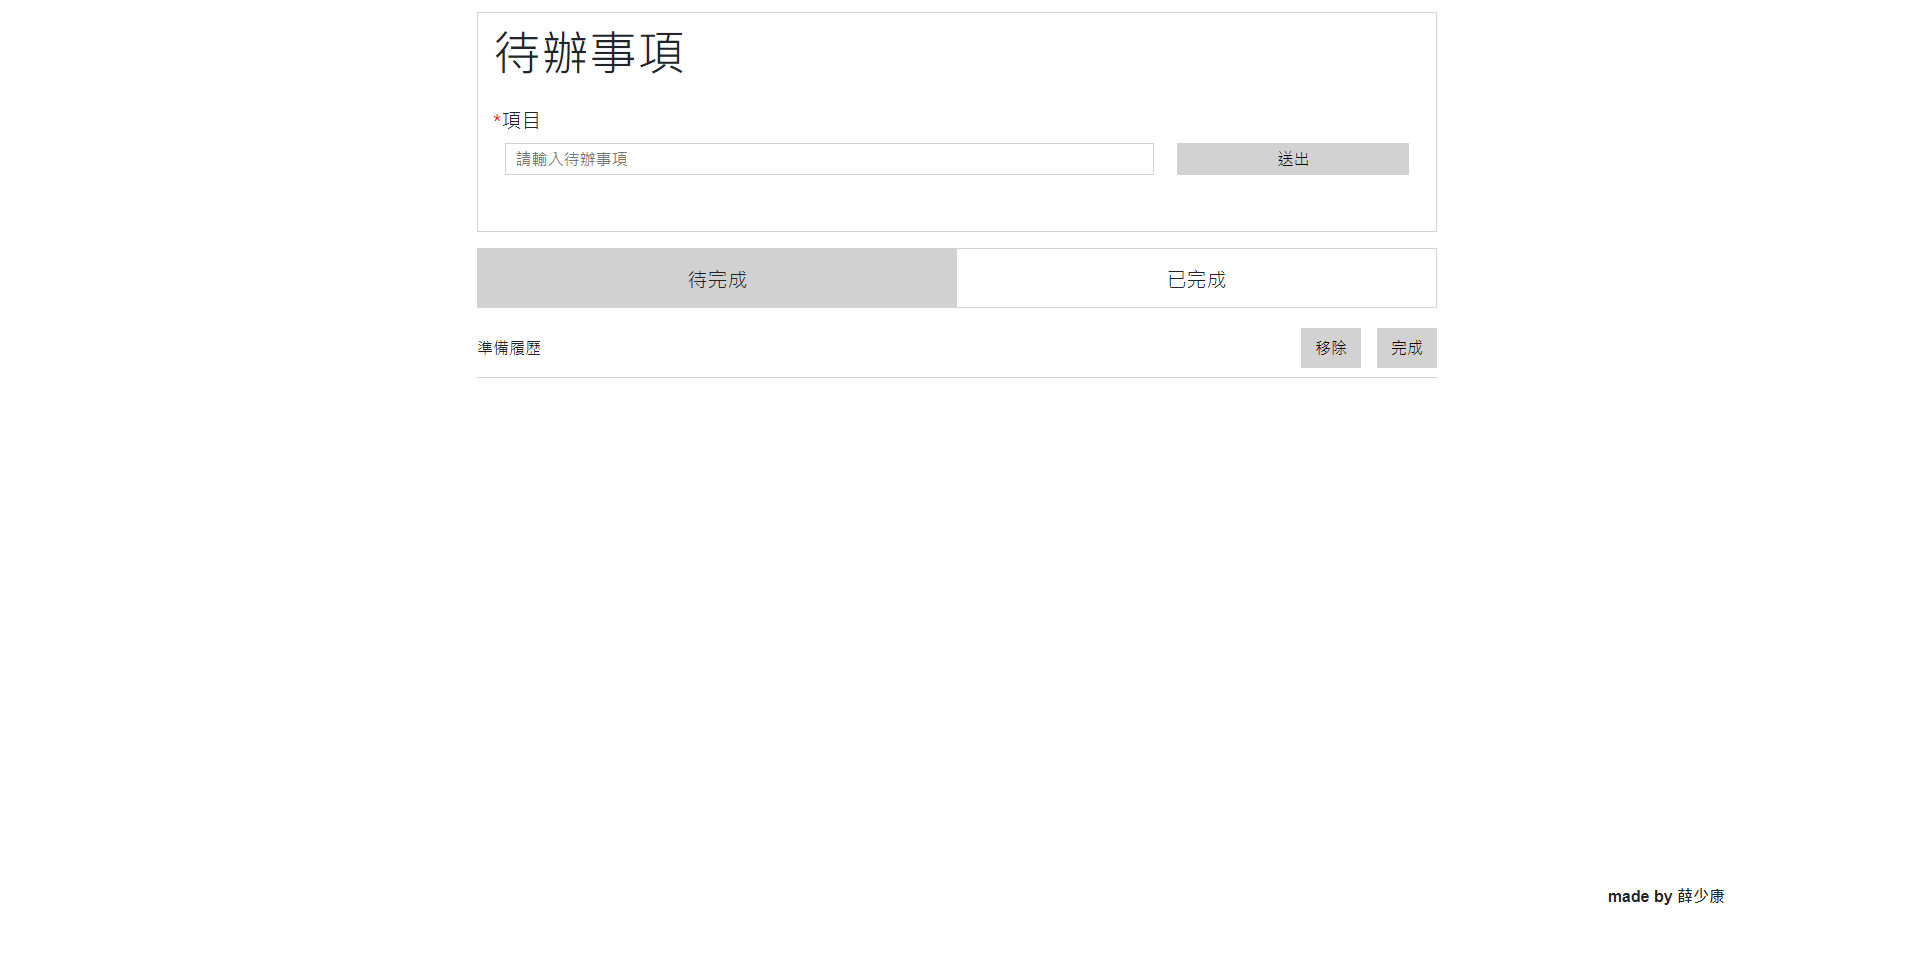 待辦事項
*項目
請輸入待辦事項 送出
待完成 已完成
準備履歷 移除 完成
made by 薛少康